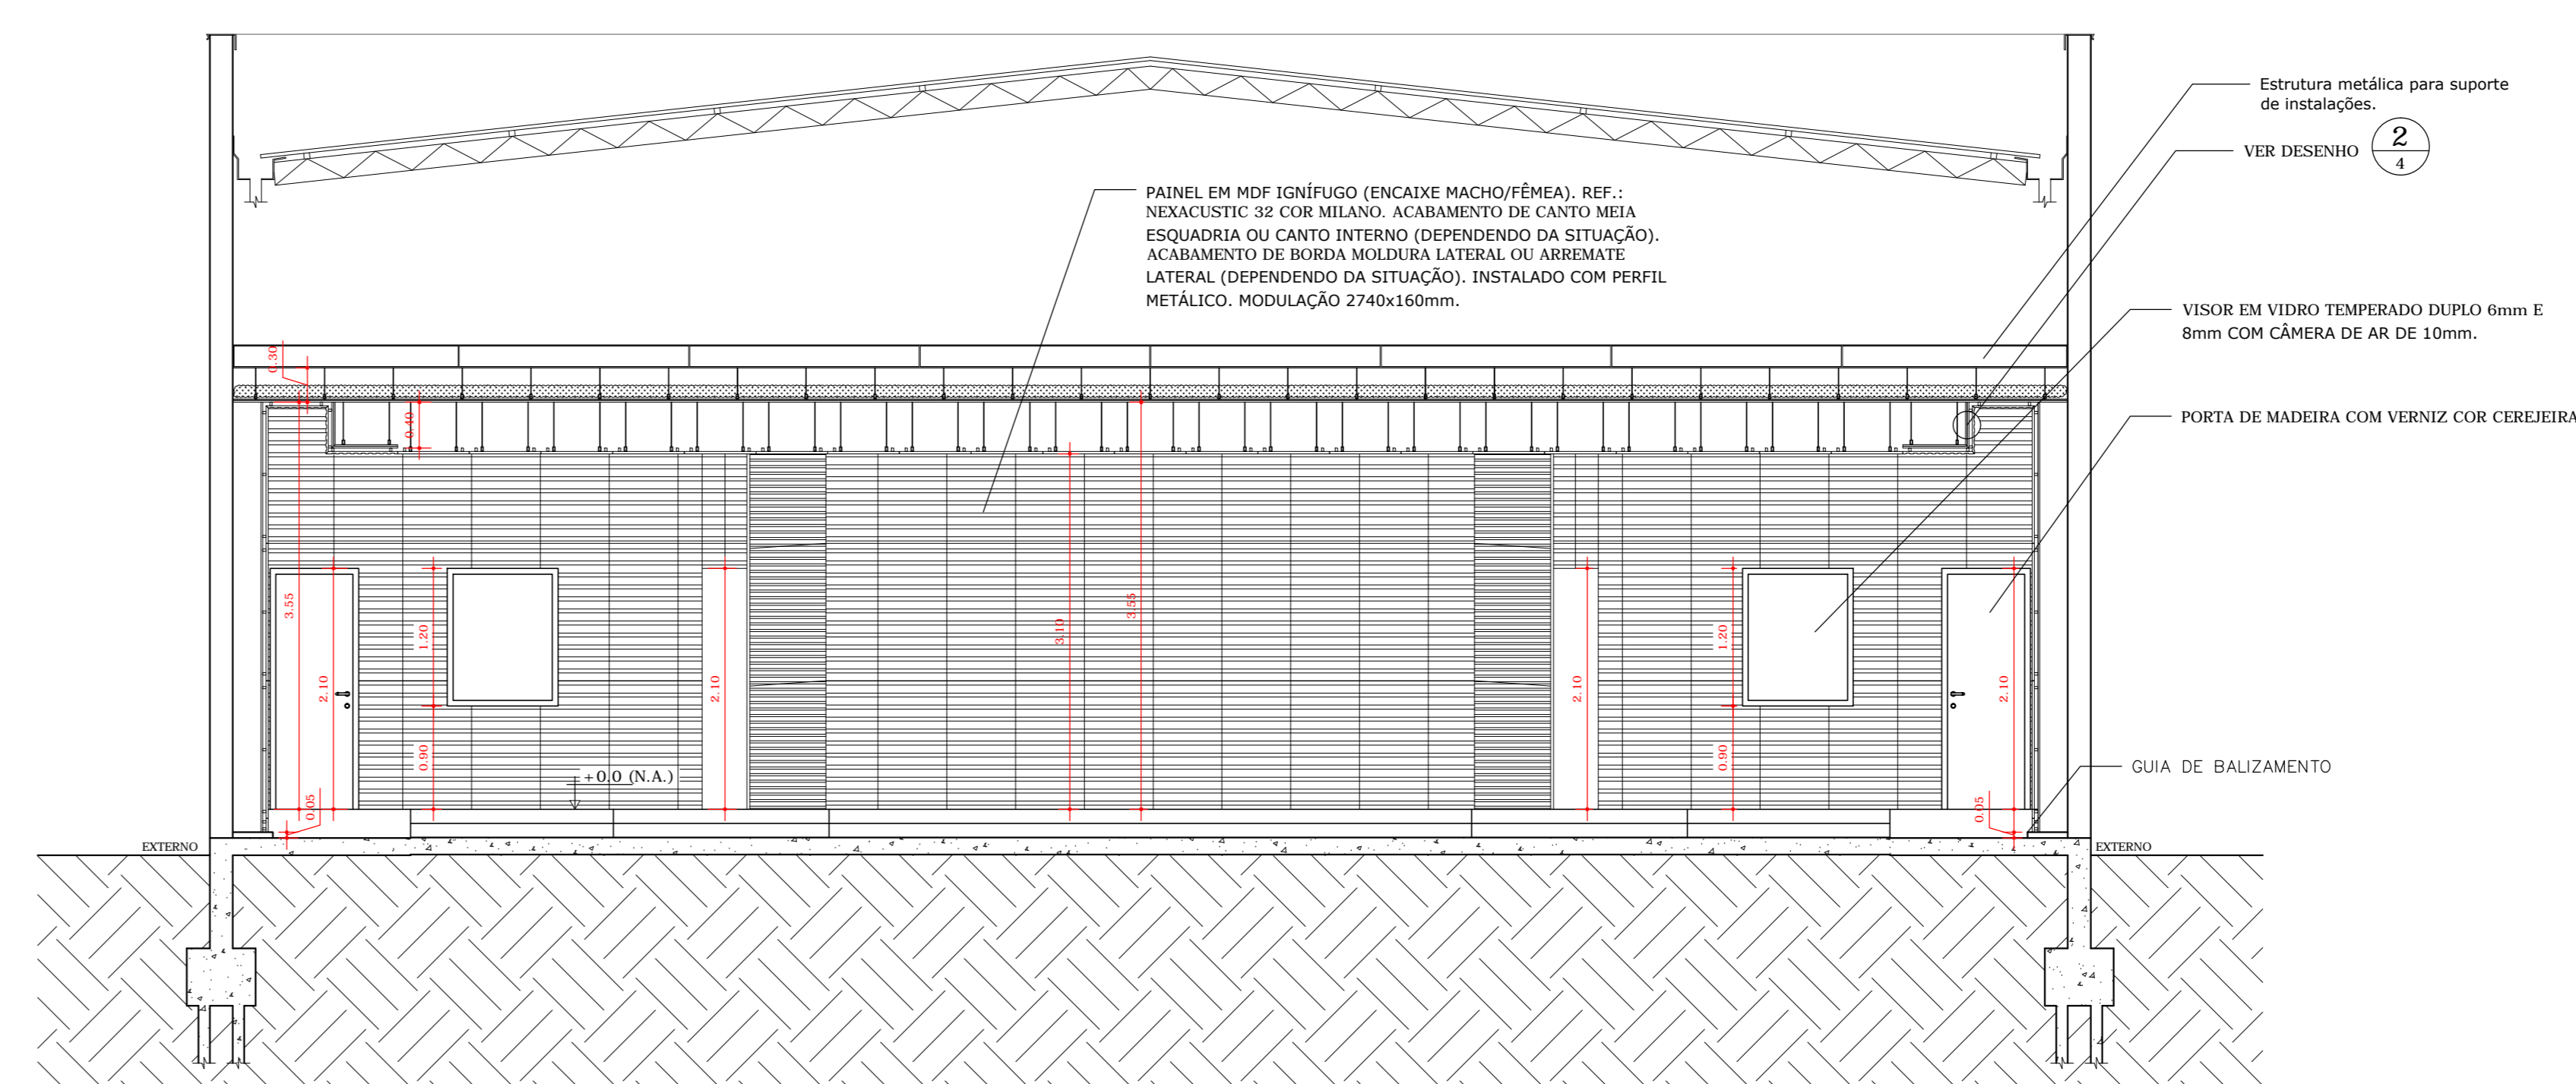 Estrutura metálica para suporte
de instalações.
VER DESENHO
2
4
PAINEL EM MDF IGNÍFUGO (ENCAIXE MACHO/FÊMEA). REF.:
NEXACUSTIC 32 COR MILANO. ACABAMENTO DE CANTO MEIA
ESQUADRIA OU CANTO INTERNO (DEPENDENDO DA SITUAÇÃO).
ACABAMENTO DE BORDA MOLDURA LATERAL OU ARREMATE
LATERAL (DEPENDENDO DA SITUAÇÃO). INSTALADO COM PERFIL
METÁLICO. MODULAÇÃO 2740x160mm.
VISOR EM VIDRO TEMPERADO DUPLO 6mm E
8mm COM CÂMERA DE AR DE 10mm.
PORTA DE MADEIRA COM VERNIZ COR CEREJEIRA
0.30
0.40
3.55
2.10
1.20
0.90
0.05
2.10
3.10
3.55
2.10
1.20
0.90
2.10
0.05
+0.0 (N.A.)
GUIA DE BALIZAMENTO
EXTERNO
EXTERNO